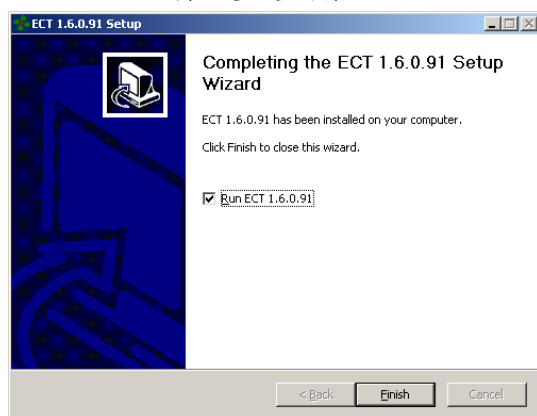 ECT 1.6.0.91 Setup
Completing the ECT 1.6.0.91 Setup
Wizard
ECT 1.6.0.91 has been installed on your computer.
Click Finish to close this wizard.
Run ECT 1.6.0.91
< Back Finish Cancel